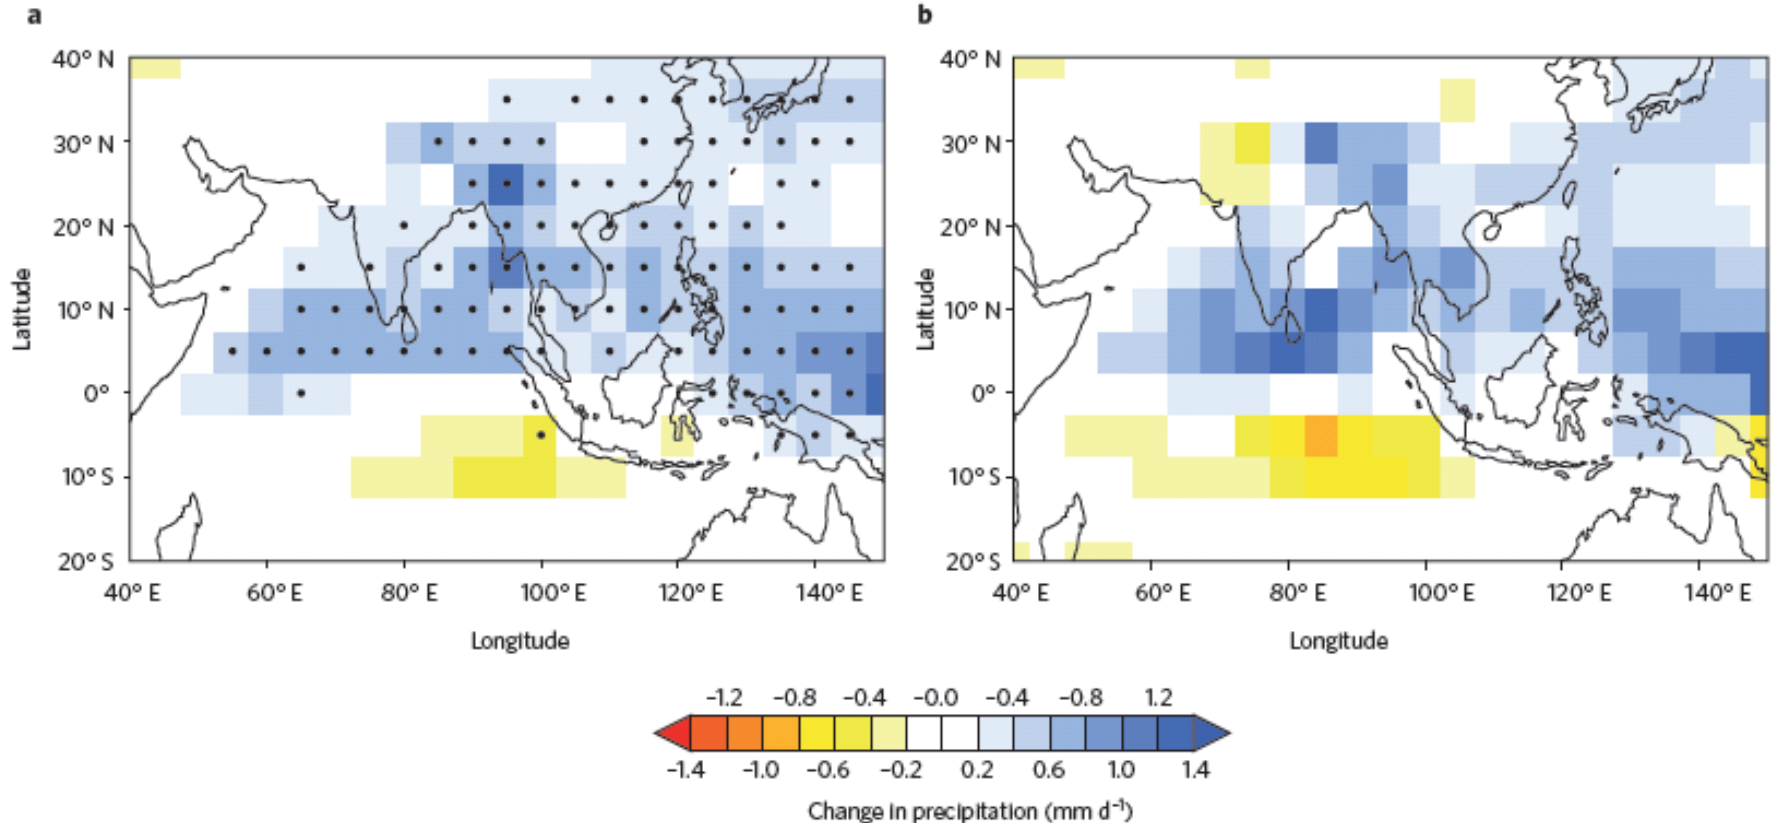 a
b
40° N
30° N
20° N
10° N
0°
10° S
20° S
Latitude
40° E
60° E
80° E
100° E
120° E
140° E
Longitude
40° N
30° N
20° N
10° N
0°
10° S
20° S
Latitude
40° E
60° E
80° E
100° E
120° E
140° E
Longitude
–1.2 –0.8 –0.4 –0.0 –0.4 –0.8 1.2
–1.4 –1.0 –0.6 –0.2 0.2 0.6 1.0 1.4
Change in precipitation (mm d⁻¹)